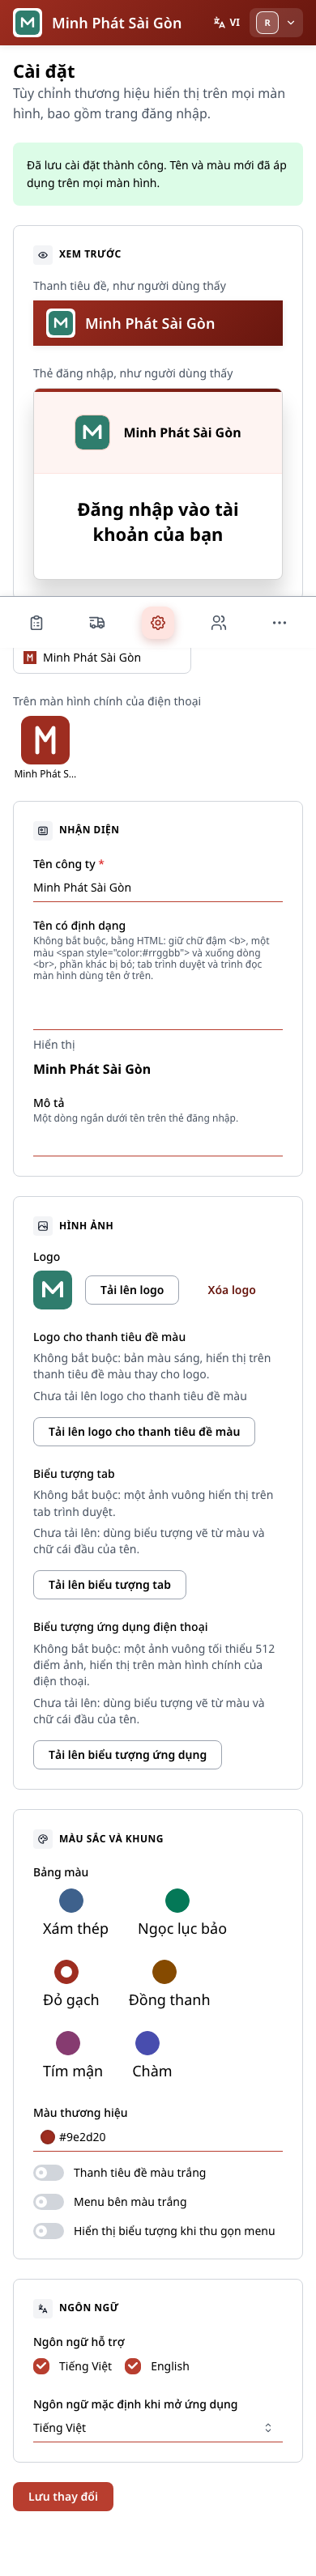 Minh Phát Sài Gòn
VI
R
Cài đặt
Tùy chỉnh thương hiệu hiển thị trên mọi màn
hình, bao gồm trang đăng nhập.
Đã lưu cài đặt thành công. Tên và màu mới đã áp
dụng trên mọi màn hình.
XEM TRƯỚC
Thanh tiêu đề, như người dùng thấy
Minh Phát Sài Gòn
Thẻ đăng nhập, như người dùng thấy
Minh Phát Sài Gòn
Đăng nhập vào tài
khoản của bạn
M
Minh Phát Sài Gòn
Trên màn hình chính của điện thoại
M
Minh Phát S...
NHẬN DIỆN
Tên công ty *
Minh Phát Sài Gòn
Tên có định dạng
Không bắt buộc, bằng HTML: giữ chữ đậm <b>, một
màu <span style="color:#rrggbb"> và xuống dòng
<br>, phần khác bị bỏ; tab trình duyệt và trình đọc
màn hình dùng tên ở trên.
Hiển thị
Minh Phát Sài Gòn
Mô tả
Một dòng ngắn dưới tên trên thẻ đăng nhập.
HÌNH ẢNH
Logo
Tải lên logo
Xóa logo
Logo cho thanh tiêu đề màu
Không bắt buộc: bản màu sáng, hiển thị trên
thanh tiêu đề màu thay cho logo.
Chưa tải lên logo cho thanh tiêu đề màu
Tải lên logo cho thanh tiêu đề màu
Biểu tượng tab
Không bắt buộc: một ảnh vuông hiển thị trên
tab trình duyệt.
Chưa tải lên: dùng biểu tượng vẽ từ màu và
chữ cái đầu của tên.
Tải lên biểu tượng tab
Biểu tượng ứng dụng điện thoại
Không bắt buộc: một ảnh vuông tối thiểu 512
điểm ảnh, hiển thị trên màn hình chính của
điện thoại.
Chưa tải lên: dùng biểu tượng vẽ từ màu và
chữ cái đầu của tên.
Tải lên biểu tượng ứng dụng
MÀU SẮC VÀ KHUNG
Bảng màu
Xám thép
Ngọc lục bảo
Đỏ gạch
Đồng thanh
Tím mận
Chàm
Màu thương hiệu
#9e2d20
Thanh tiêu đề màu trắng
Menu bên màu trắng
Hiển thị biểu tượng khi thu gọn menu
NGÔN NGỮ
Ngôn ngữ hỗ trợ
Tiếng Việt
English
Ngôn ngữ mặc định khi mở ứng dụng
Tiếng Việt
Lưu thay đổi